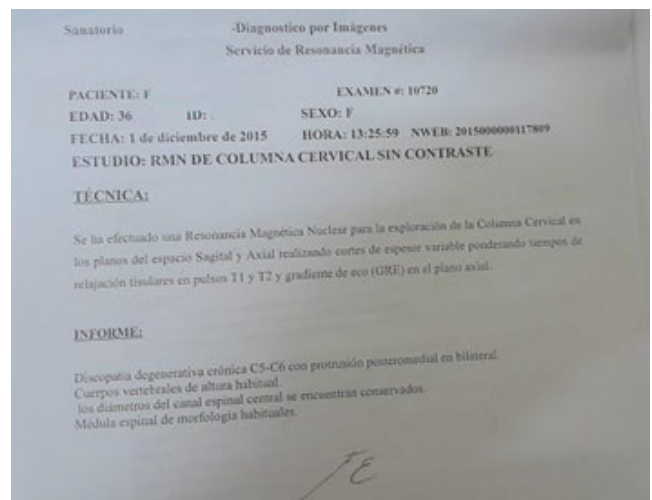 Sanatorio -Diagnostico por Imágenes
Servicio de Resonancia Magnética
PACIENTE: F EXAMEN #: 10720
EDAD: 36 ID: SEXO: F
FECHA: 1 de diciembre de 2015 HORA: 13:25:59 NWEB: 2015000000117809
ESTUDIO: RMN DE COLUMNA CERVICAL SIN CONTRASTE
TÉCNICA:
Se ha efectuado una Resonancia Magnética Nuclear para la exploración de la Columna Cervical en
los planos del espacio Sagital y Axial realizando cortes de espesor variable ponderando tiempos de
relajación tisulares en pulsos T1 y T2 y gradiente de eco (GRE) en el plano axial.
INFORME:
Discopatía degenerativa crónica C5-C6 con protrusión posteromedial en bilateral.
Cuerpos vertebrales de altura habitual.
los diámetros del canal espinal central se encuentran conservados.
Médula espinal de morfología habituales.